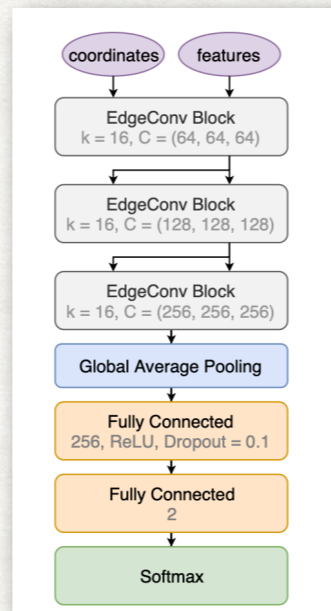 coordinates features
EdgeConv Block
k = 16, C = (64, 64, 64)
EdgeConv Block
k = 16, C = (128, 128, 128)
EdgeConv Block
k = 16, C = (256, 256, 256)
Global Average Pooling
Fully Connected
256, ReLU, Dropout = 0.1
Fully Connected
2
Softmax